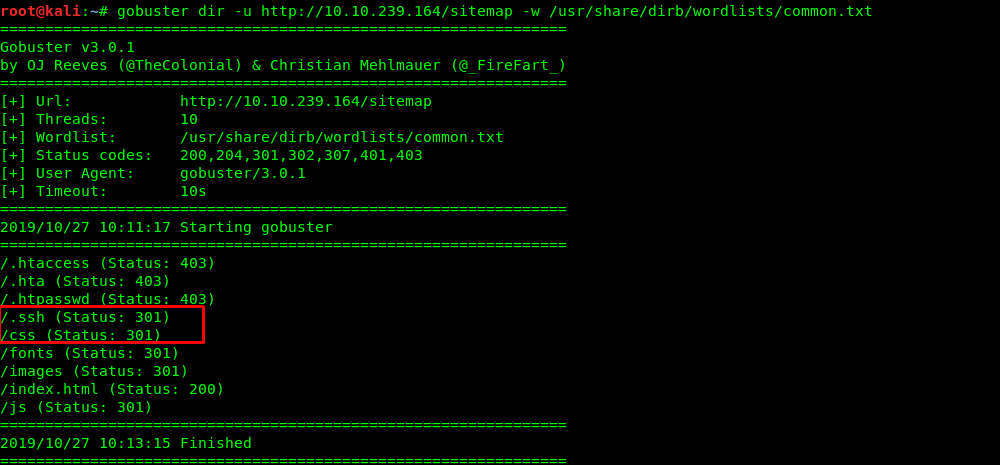 root@kali:~# gobuster dir -u http://10.10.239.164/sitemap -w /usr/share/dirb/wordlists/common.txt
===============================================================
Gobuster v3.0.1
by OJ Reeves (@TheColonial) & Christian Mehlmauer (@_FireFart_)
===============================================================
[+] Url:            http://10.10.239.164/sitemap
[+] Threads:        10
[+] Wordlist:       /usr/share/dirb/wordlists/common.txt
[+] Status codes:   200,204,301,302,307,401,403
[+] User Agent:     gobuster/3.0.1
[+] Timeout:        10s
===============================================================
2019/10/27 10:11:17 Starting gobuster
===============================================================
/.htaccess (Status: 403)
/.hta (Status: 403)
/.htpasswd (Status: 403)
/.ssh (Status: 301)
/css (Status: 301)
/fonts (Status: 301)
/images (Status: 301)
/index.html (Status: 200)
/js (Status: 301)
===============================================================
2019/10/27 10:13:15 Finished
===============================================================